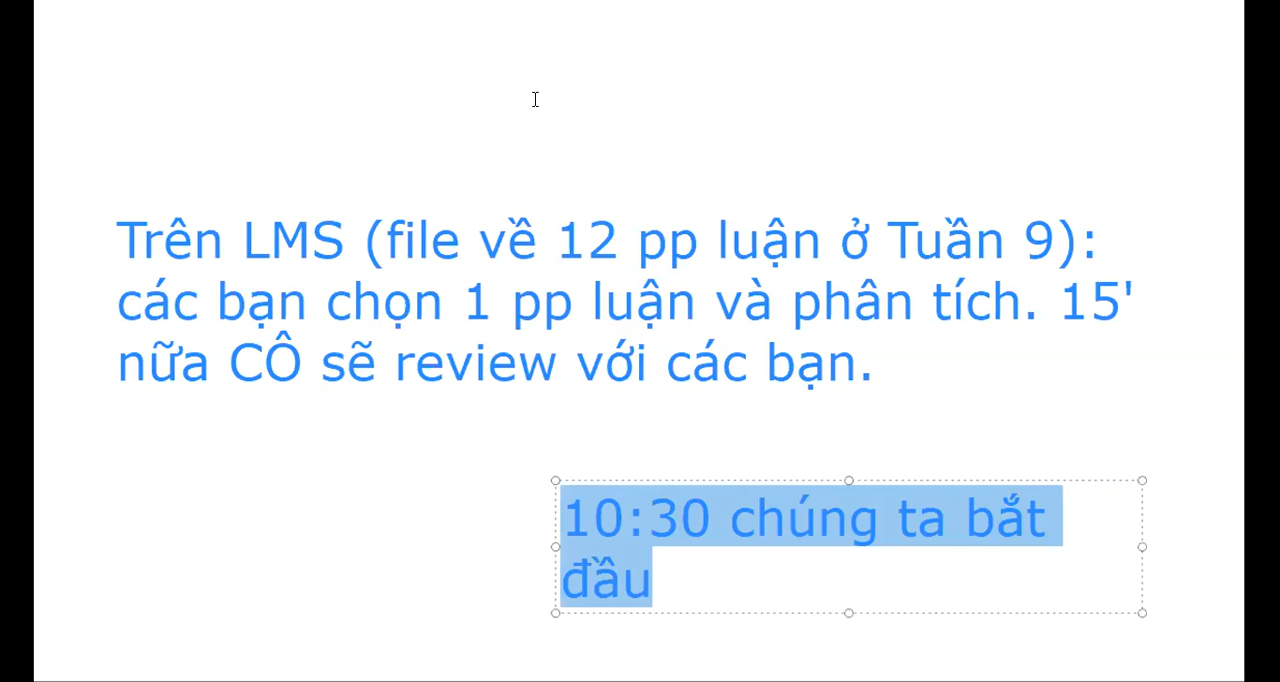 Trên LMS (file về 12 pp luận ở Tuần 9):
các bạn chọn 1 pp luận và phân tích. 15'
nữa CÔ sẽ review với các bạn.
10:30 chúng ta bắt
đầu